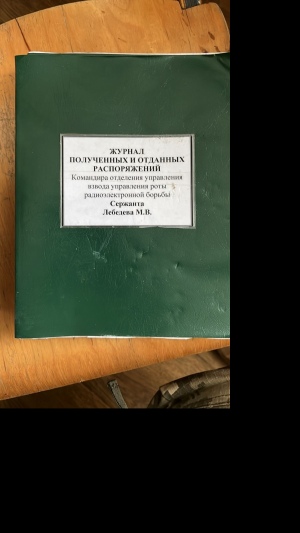 ЖУРНАЛ
ПОЛУЧЕННЫХ И ОТДАННЫХ
РАСПОРЯЖЕНИЙ
Командира отделения управления
взвода управления роты
радиоэлектронной борьбы
Сержанта
Лебедева М.В.